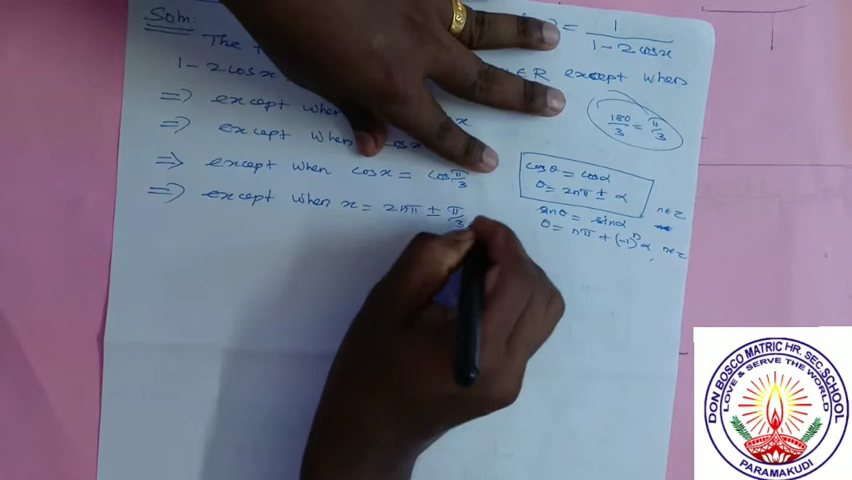 Soln:
= 1 / 1 - 2cosx
The
∈ R except when
1 - 2cosx
⇒ except when x
⇒ except when cosx
180/3 = π/3
⇒ except when cosx = cos π/3
⇒ except when x = 2nπ ± π/3
cosθ = cosα
θ = 2nπ ± α
n∈Z
sinθ = sinα
θ = nπ + (-1)ⁿα, n∈Z
DON BOSCO MATRIC HR. SEC. SCHOOL
LOVE & SERVE THE WORLD
PARAMAKUDI